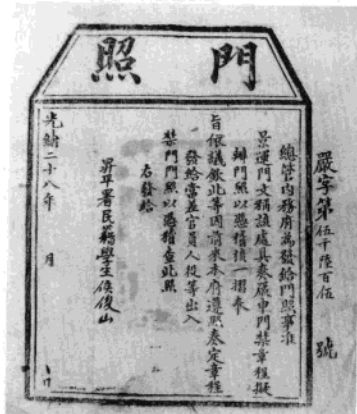 門照
嚴字第伍千陸百伍 號
總管內務府為發給門照事准
景運門文稱該處具奏嚴申門禁章程擬
辦門照以憑稽核一摺奉
旨依議欽此等因前來本府遵照奏定章程
發給當差官員人役等出入
禁門門照以憑稽查此照
右發給
昇平署民籍學生侯俊山
光緒二十八年 月